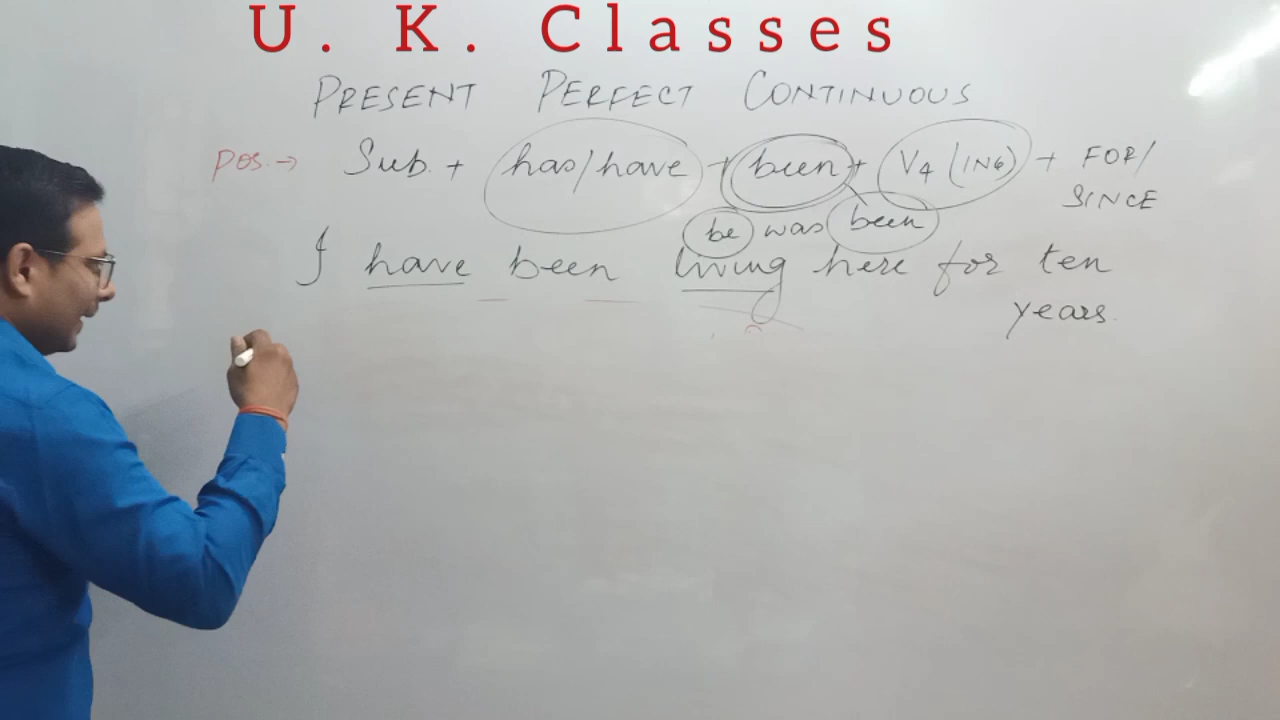 U. K. Classes
PRESENT PERFECT CONTINUOUS
POS.→ Sub. + has/have + been + V4 (ING) + FOR/
SINCE
be was been
I have been living here for ten
years.